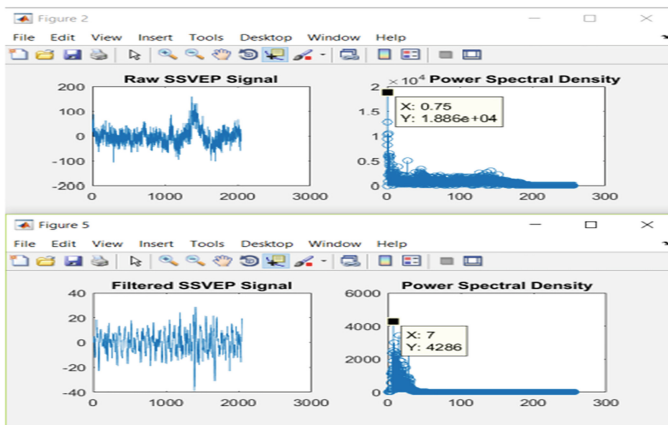 Figure 2
File Edit View Insert Tools Desktop Window Help
Raw SSVEP Signal
200
100
0
-100
-200
0 1000 2000 3000
× 10⁴ Power Spectral Density
2
1.5
1
0.5
0
X: 0.75
Y: 1.886e+04
0 100 200 300
Figure 5
File Edit View Insert Tools Desktop Window Help
Filtered SSVEP Signal
40
20
0
-20
-40
0 1000 2000 3000
Power Spectral Density
6000
4000
2000
0
X: 7
Y: 4286
0 100 200 300